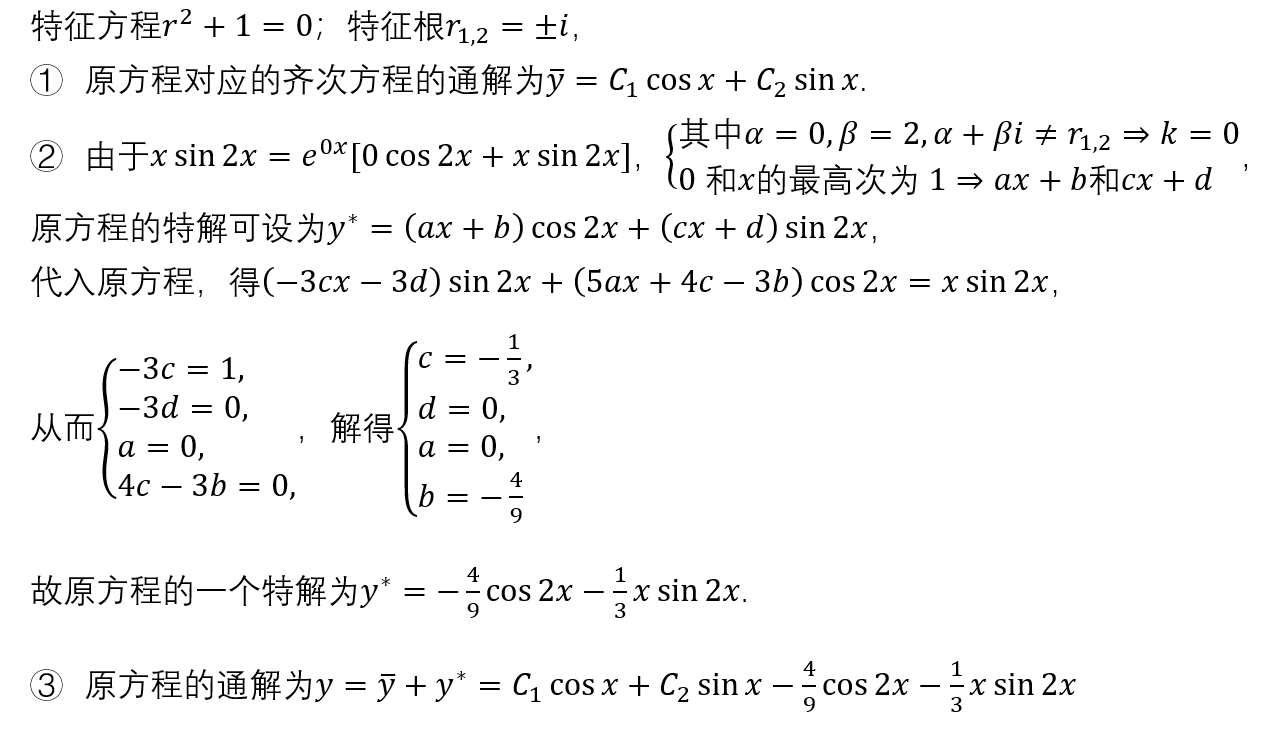 特征方程r² + 1 = 0；特征根r₁,₂ = ±i,
① 原方程对应的齐次方程的通解为ȳ = C₁ cos x + C₂ sin x.
② 由于x sin 2x = e⁰ˣ[0 cos 2x + x sin 2x], {其中α = 0, β = 2, α + βi ≠ r₁,₂ ⇒ k = 0
0 和x的最高次为 1 ⇒ ax + b和cx + d ,
原方程的特解可设为y* = (ax + b) cos 2x + (cx + d) sin 2x,
代入原方程，得(−3cx − 3d) sin 2x + (5ax + 4c − 3b) cos 2x = x sin 2x,
从而{−3c = 1,
−3d = 0,
a = 0,
4c − 3b = 0,
，解得{c = −1/3,
d = 0,
a = 0,
b = −4/9
,
故原方程的一个特解为y* = −4/9 cos 2x − 1/3 x sin 2x.
③ 原方程的通解为y = ȳ + y* = C₁ cos x + C₂ sin x − 4/9 cos 2x − 1/3 x sin 2x